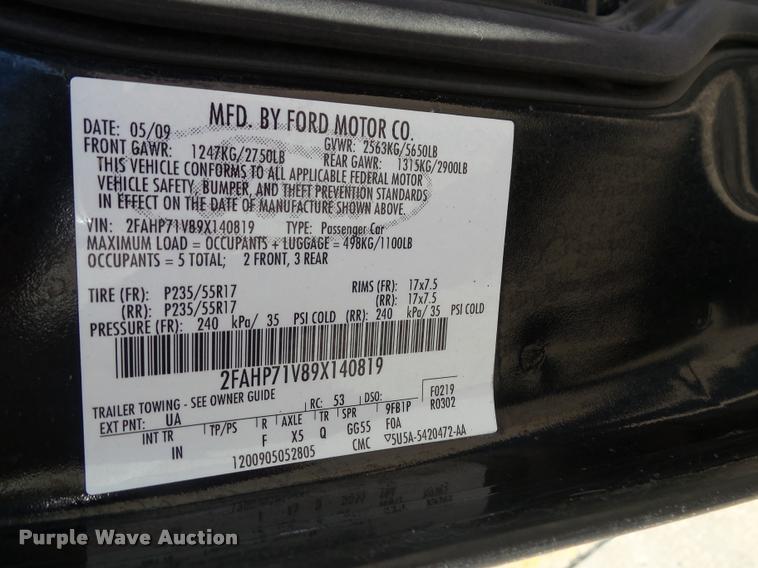 MFD. BY FORD MOTOR CO.
DATE: 05/09 GVWR: 2563KG/5650LB
FRONT GAWR: 1247KG/2750LB REAR GAWR: 1315KG/2900LB
THIS VEHICLE CONFORMS TO ALL APPLICABLE FEDERAL MOTOR
VEHICLE SAFETY, BUMPER, AND THEFT PREVENTION STANDARDS
IN EFFECT ON THE DATE OF MANUFACTURE SHOWN ABOVE.
VIN: 2FAHP71V89X140819 TYPE: Passenger Car
MAXIMUM LOAD = OCCUPANTS + LUGGAGE = 498KG/1100LB
OCCUPANTS = 5 TOTAL; 2 FRONT, 3 REAR
TIRE (FR): P235/55R17 RIMS (FR): 17x7.5
(RR): P235/55R17 (RR): 17x7.5
PRESSURE (FR): 240 kPa/ 35 PSI COLD (RR): 240 kPa/ 35 PSI COLD
2FAHP71V89X140819
TRAILER TOWING - SEE OWNER GUIDE
EXT PNT: UA RC: 53 DSO: F0219
INT TR TP/PS R AXLE TR SPR 9FB1P R0302
IN F X5 Q GG55 F0A
1200905052805 CMC ▽5U5A-5420472-AA
Purple Wave Auction